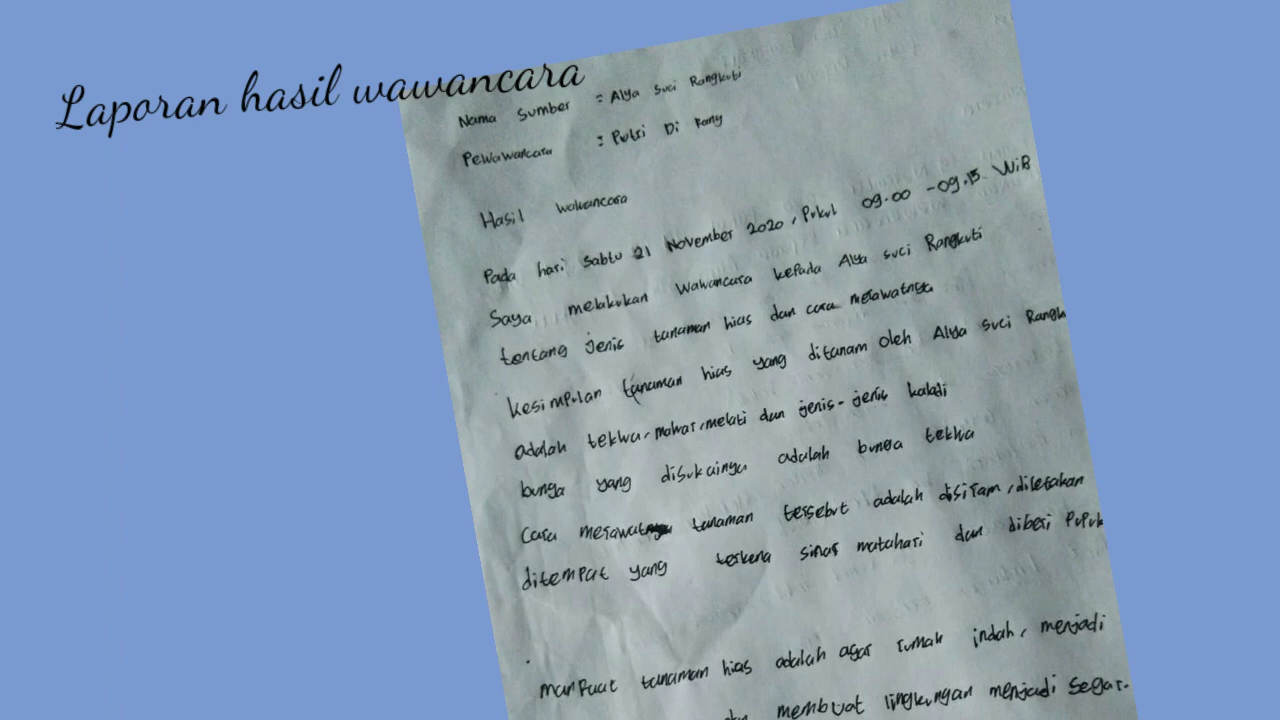 Laporan hasil wawancara
Nama Sumber : Alya Suci Rangkuti
Pewawancara : Putri Di Rany
Hasil wawancara
Pada hari Sabtu 21 November 2020, Pukul 09.00 - 09.15 WIB
Saya melakukan Wawancara kepada Alya suci Rangkuti
tentang jenis tanaman hias dan cara merawatnya
kesimpulan tanaman hias yang ditanam oleh Alya Suci Rangk
adalah tekwa, mawar, melati dan jenis-jenis kaladi
bunga yang disukainya adalah bunga tekwa
Cara merawat tanaman tersebut adalah disiram, diletakan
ditempat yang terkena sinar matahari dan diberi Pupuk
manfaat tanaman hias adalah agar rumah indah, menjadi
membuat lingkungan menjadi segar.